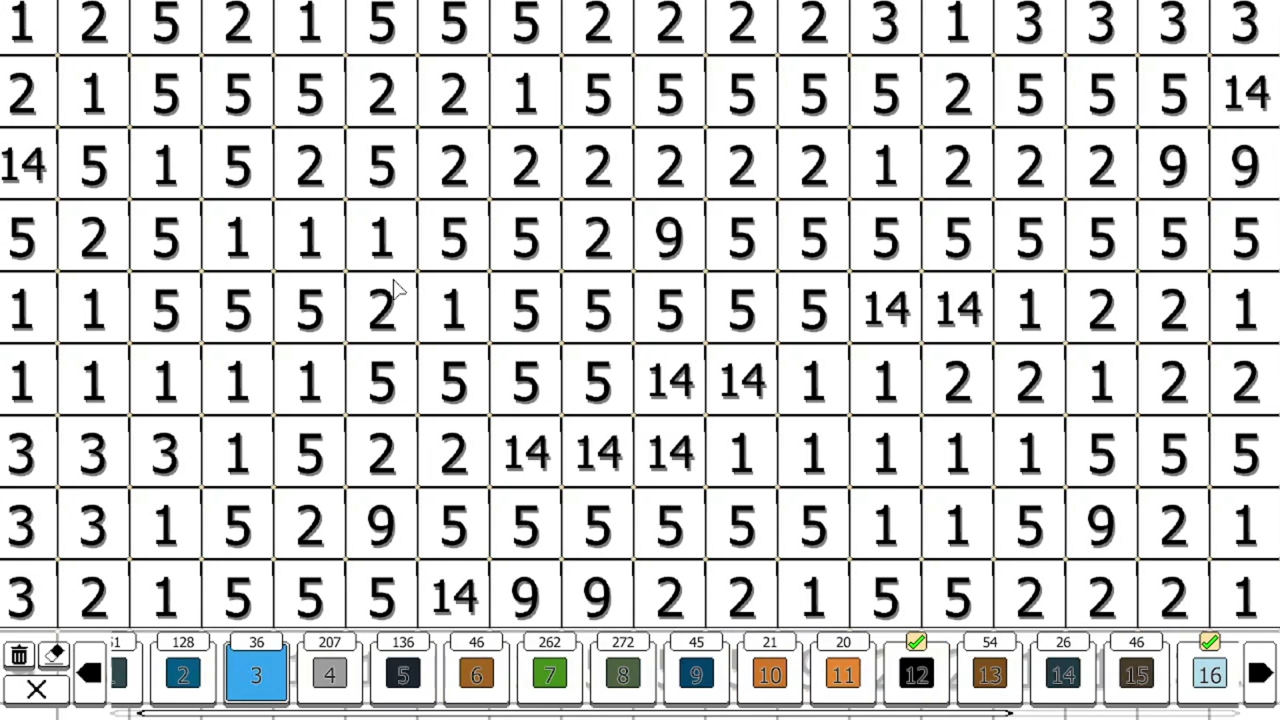 1 2 5 2 1 5 5 5 2 2 2 2 3 1 3 3 3 3
2 1 5 5 5 2 2 1 5 5 5 5 5 2 5 5 5 14
14 5 1 5 2 5 2 2 2 2 2 2 1 2 2 2 9 9
5 2 5 1 1 1 5 5 2 9 5 5 5 5 5 5 5 5
1 1 5 5 5 2 1 5 5 5 5 5 14 14 1 2 2 1
1 1 1 1 1 5 5 5 5 14 14 1 1 2 2 1 2 2
3 3 3 1 5 2 2 14 14 14 1 1 1 1 1 5 5 5
3 3 1 5 2 9 5 5 5 5 5 5 1 1 5 9 2 1
3 2 1 5 5 5 14 9 9 2 2 1 5 5 2 2 2 1
128 36 207 136 46 262 272 45 21 20 54 26 46
2 3 4 5 6 7 8 9 10 11 12 13 14 15 16